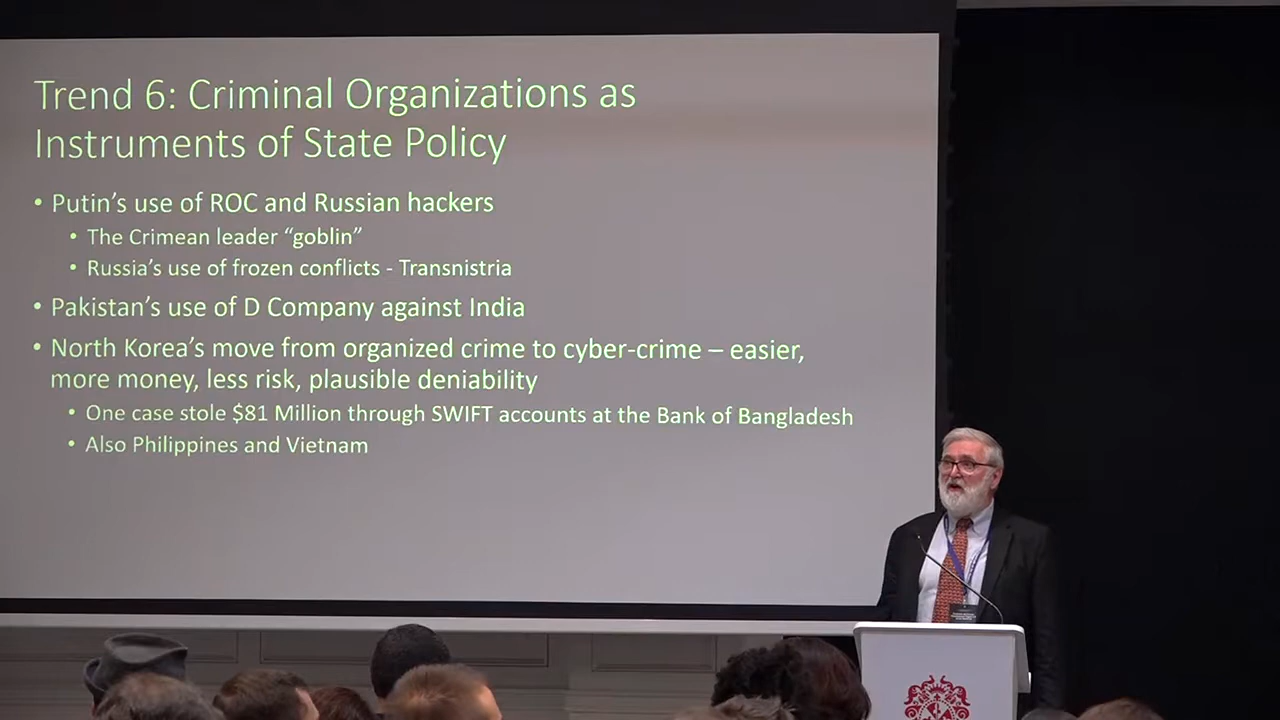 Trend 6: Criminal Organizations as
Instruments of State Policy
• Putin's use of ROC and Russian hackers
• The Crimean leader “goblin”
• Russia's use of frozen conflicts - Transnistria
• Pakistan's use of D Company against India
• North Korea's move from organized crime to cyber-crime – easier,
more money, less risk, plausible deniability
• One case stole $81 Million through SWIFT accounts at the Bank of Bangladesh
• Also Philippines and Vietnam